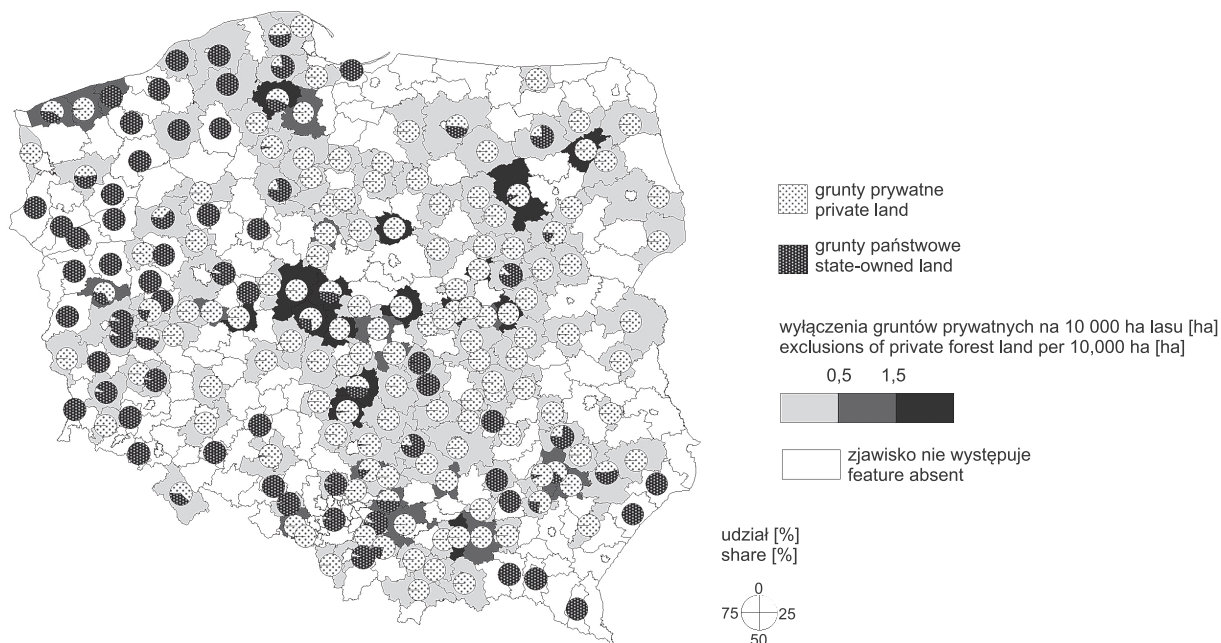 grunty prywatne
private land
grunty państwowe
state-owned land
wyłączenia gruntów prywatnych na 10 000 ha lasu [ha]
exclusions of private forest land per 10,000 ha [ha]
0,5 1,5
zjawisko nie występuje
feature absent
udział [%]
share [%]
0
75 25
50